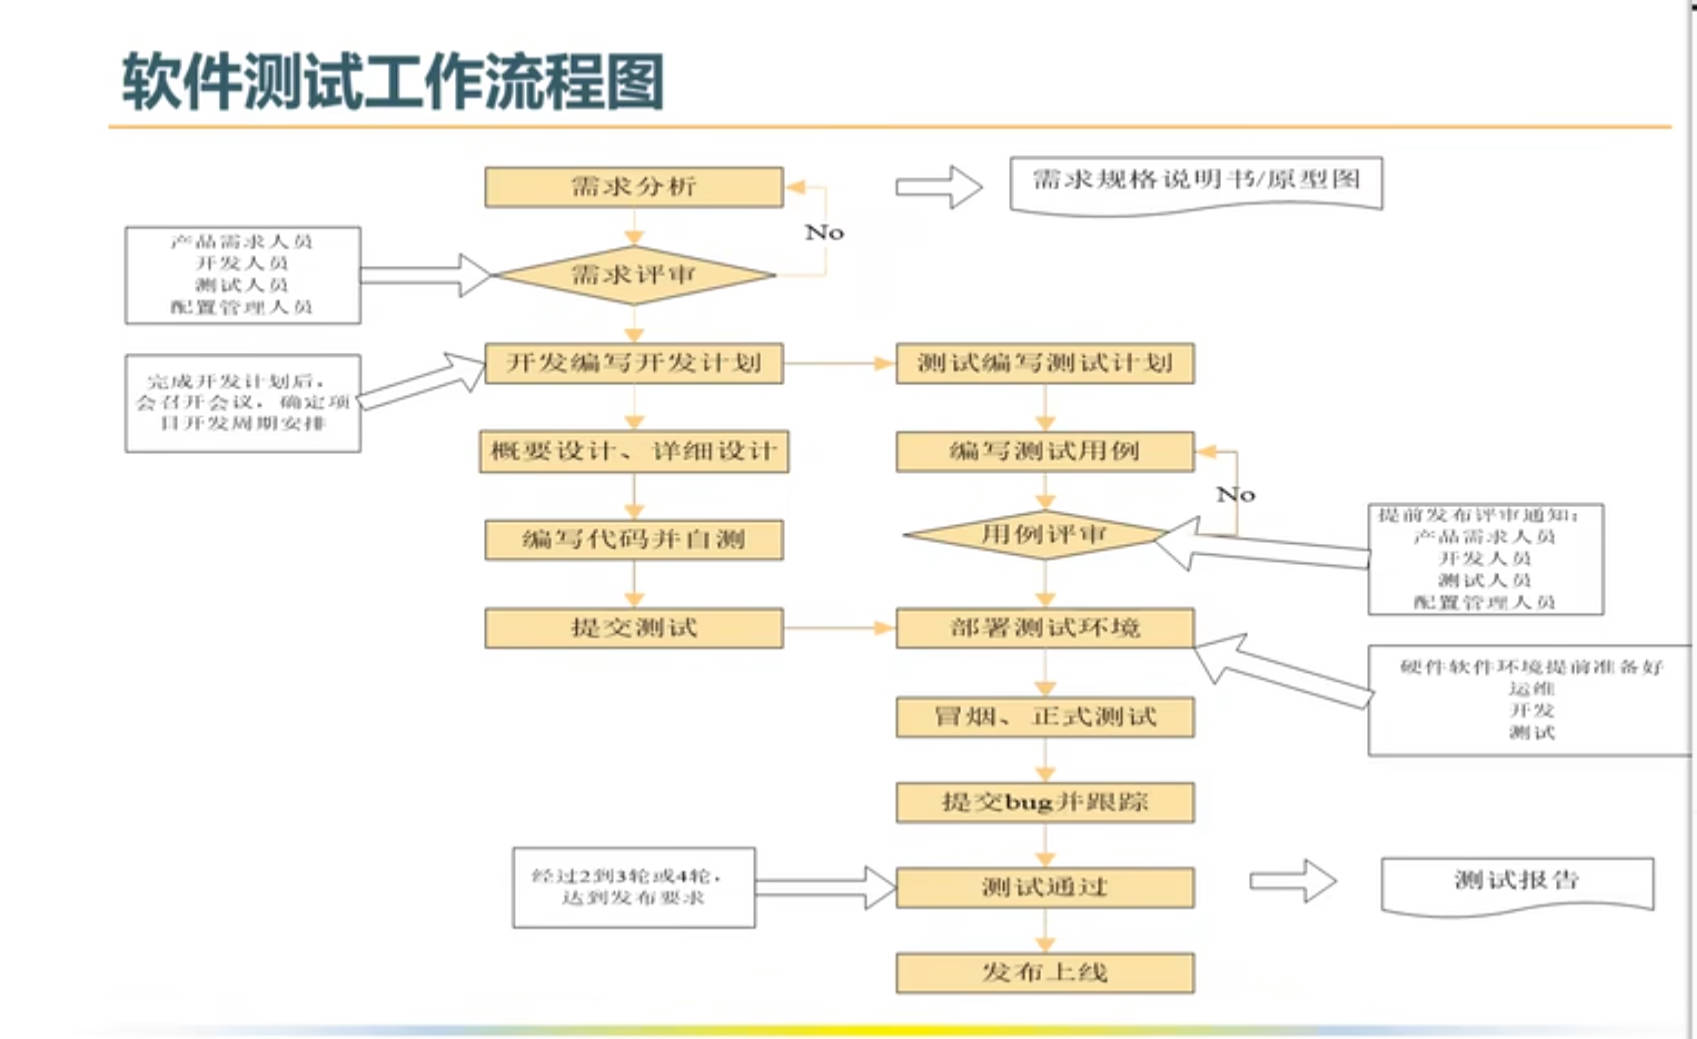 软件测试工作流程图
需求分析
需求规格说明书/原型图
No
产品需求人员
开发人员
测试人员
配置管理人员
需求评审
完成开发计划后，
会召开会议，确定项
目开发周期安排
开发编写开发计划
测试编写测试计划
概要设计、详细设计
编写测试用例
No
编写代码并自测
用例评审
提前发布评审通知：
产品需求人员
开发人员
测试人员
配置管理人员
提交测试
部署测试环境
硬件软件环境提前准备好
运维
开发
测试
冒烟、正式测试
提交bug并跟踪
经过2到3轮或4轮，
达到发布要求
测试通过
测试报告
发布上线